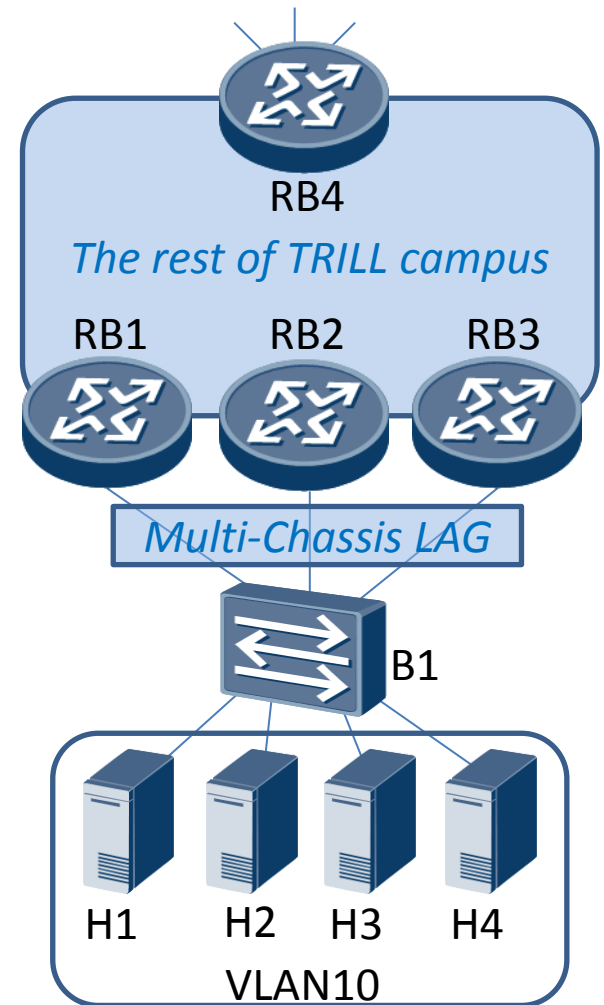 RB4
The rest of TRILL campus
RB1 RB2 RB3
Multi-Chassis LAG
B1
H1 H2 H3 H4
VLAN10